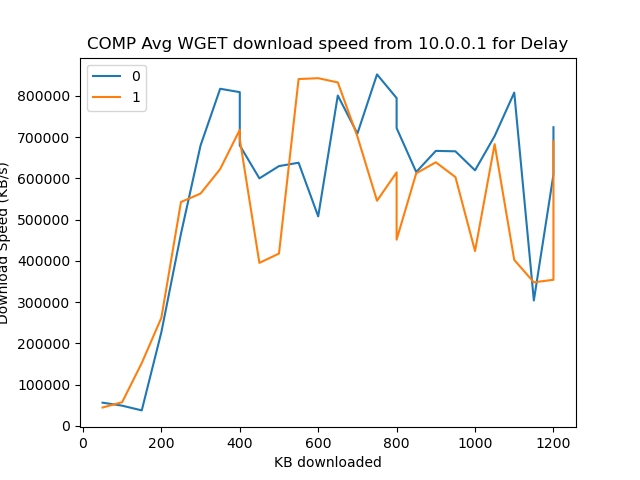 COMP Avg WGET download speed from 10.0.0.1 for Delay
0
1
800000
700000
600000
500000
400000
300000
200000
100000
0
Download Speed (KB/s)
0 200 400 600 800 1000 1200
KB downloaded